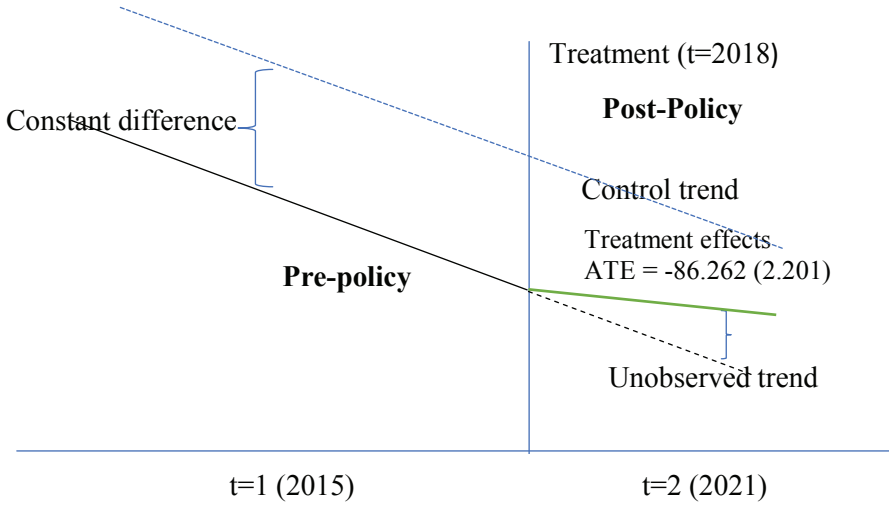 Treatment (t=2018)
Constant difference
Post-Policy
Control trend
Treatment effects
ATE = -86.262 (2.201)
Pre-policy
Unobserved trend
t=1 (2015)
t=2 (2021)